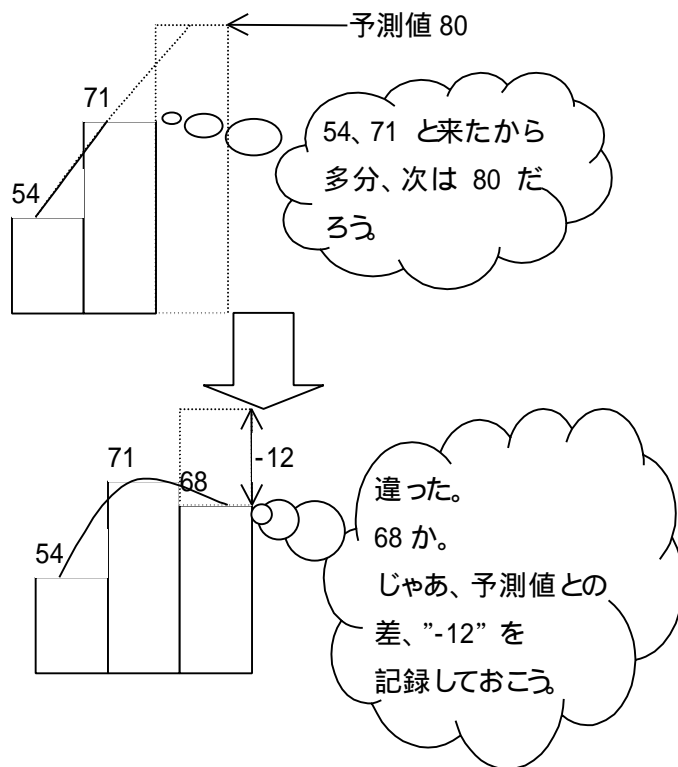 予測値 80
71
54
54、71 と来たから
多分、次は 80 だ
ろう。
71
68
-12
54
違った。
68 か。
じゃあ、予測値との
差、”-12” を
記録しておこう。